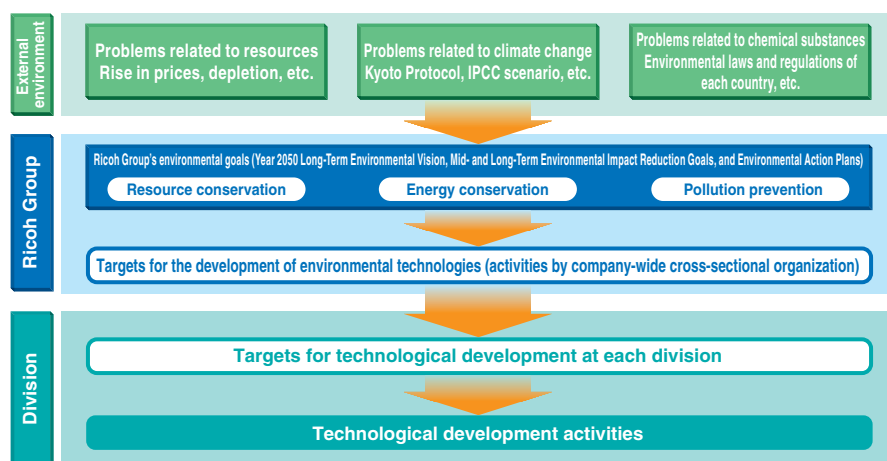 External
environment
Problems related to resources
Rise in prices, depletion, etc.
Problems related to climate change
Kyoto Protocol, IPCC scenario, etc.
Problems related to chemical substances
Environmental laws and regulations of
each country, etc.
Ricoh Group
Ricoh Group's environmental goals (Year 2050 Long-Term Environmental Vision, Mid- and Long-Term Environmental Impact Reduction Goals, and Environmental Action Plans)
Resource conservation
Energy conservation
Pollution prevention
Targets for the development of environmental technologies (activities by company-wide cross-sectional organization)
Division
Targets for technological development at each division
Technological development activities